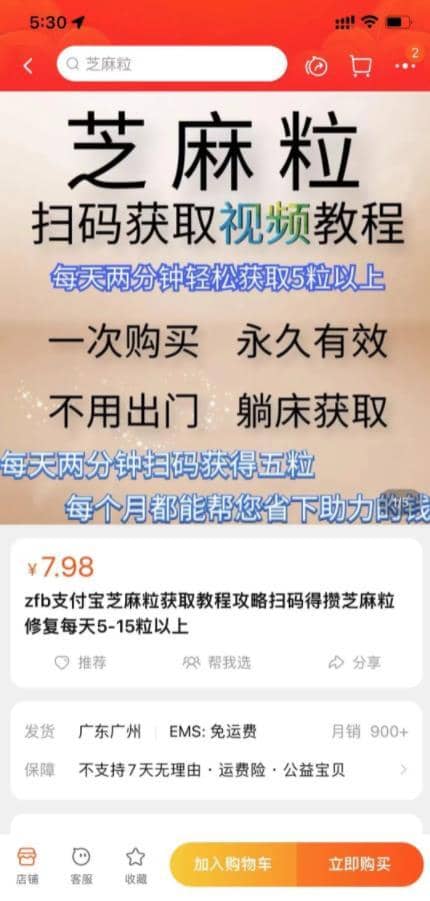 5:30
芝麻粒
2
芝麻粒
扫码获取视频教程
每天两分钟轻松获取5粒以上
一次购买 永久有效
不用出门 躺床获取
每天两分钟扫码获得五粒
每个月都能帮您省下助力的钱
¥7.98
zfb支付宝芝麻粒获取教程攻略扫码得攒芝麻粒
修复每天5-15粒以上
推荐 帮我选 分享
发货 广东广州 EMS: 免运费 月销 900+
保障 不支持7天无理由·运费险·公益宝贝
店铺 客服 收藏 加入购物车 立即购买